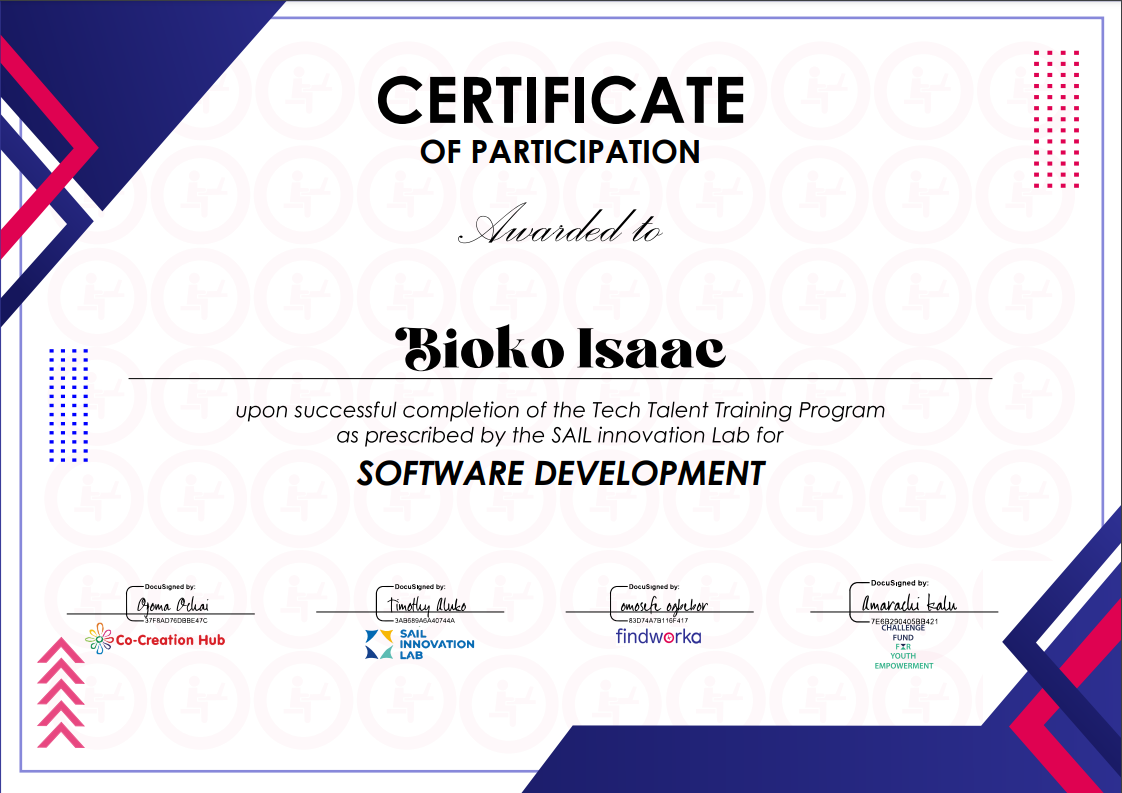 CERTIFICATE
OF PARTICIPATION
Awarded to
Bioko Isaac
upon successful completion of the Tech Talent Training Program
as prescribed by the SAIL innovation Lab for
SOFTWARE DEVELOPMENT
DocuSigned by:
Ojoma Ochai
37F8AD76DBBE47C
Co-Creation Hub
DocuSigned by:
Timothy Aluko
3AB689A6A40744A
SAIL
INNOVATION
LAB
DocuSigned by:
omosefe ogbebor
83D74A7B116F417
findworka
DocuSigned by:
Amarachi kalu
7E6B290405BB421
CHALLENGE
FUND
FOR
YOUTH
EMPOWERMENT